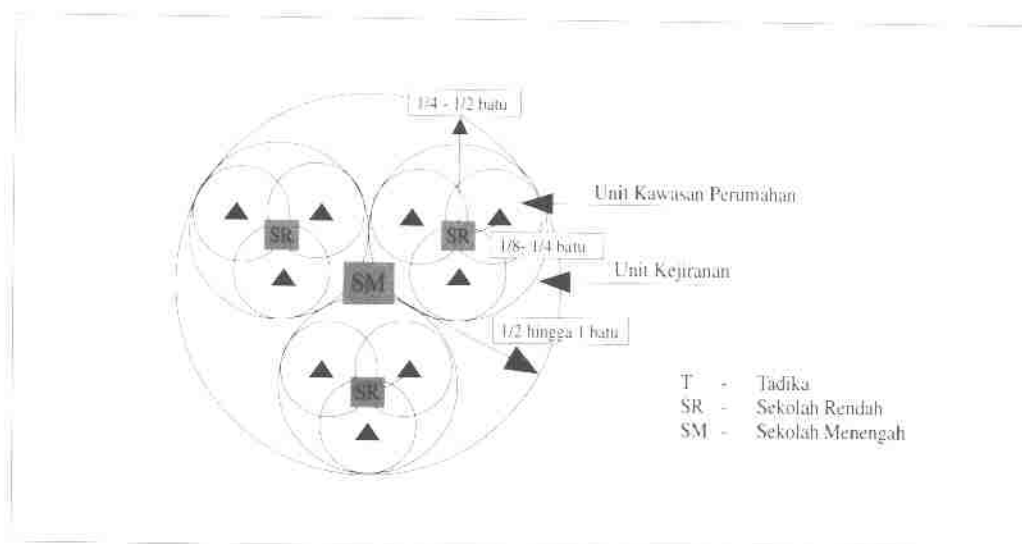 1/4 - 1/2 batu
Unit Kawasan Perumahan
SR
SR
1/8- 1/4 batu
Unit Kejiranan
SM
1/2 hingga 1 batu
SR
T - Tadika
SR - Sekolah Rendah
SM - Sekolah Menengah